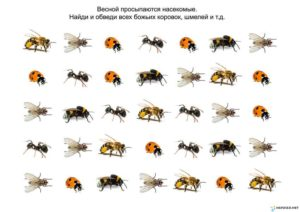 Весной просыпаются насекомые.
Найди и обведи всех божьих коровок, шмелей и т.д.